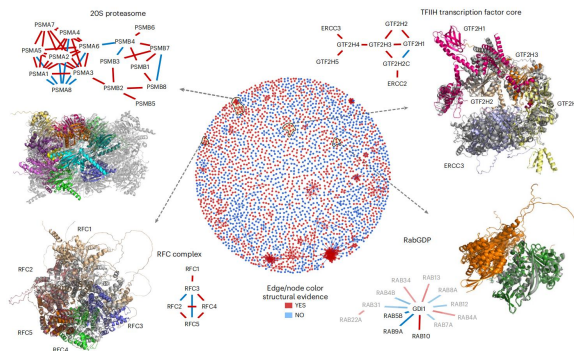 20S proteasome
PSMA7
PSMA4
PSMB6
PSMA5
PSMA2
PSMA6
PSMB4
PSMB7
PSMA1
PSMA3
PSMB3
PSMB1
PSMA8
PSMB2
PSMB8
PSMB5
TFIIH transcription factor core
ERCC3
GTF2H2
GTF2H4
GTF2H3
GTF2H1
GTF2H5
GTF2H2C
ERCC2
GTF2H1
GTF2H3
GTF2H2
ERCC3
RFC1
RFC2
RFC5
RFC4
RFC3
RFC complex
RFC1
RFC3
RFC2
RFC4
RFC5
Edge/node color
structural evidence
YES
NO
RabGDP
RAB34
RAB13
RAB4B
RAB8A
RAB31
GDI1
RAB12
RAB22A
RAB5B
RAB4A
RAB9A
RAB10
RAB7A